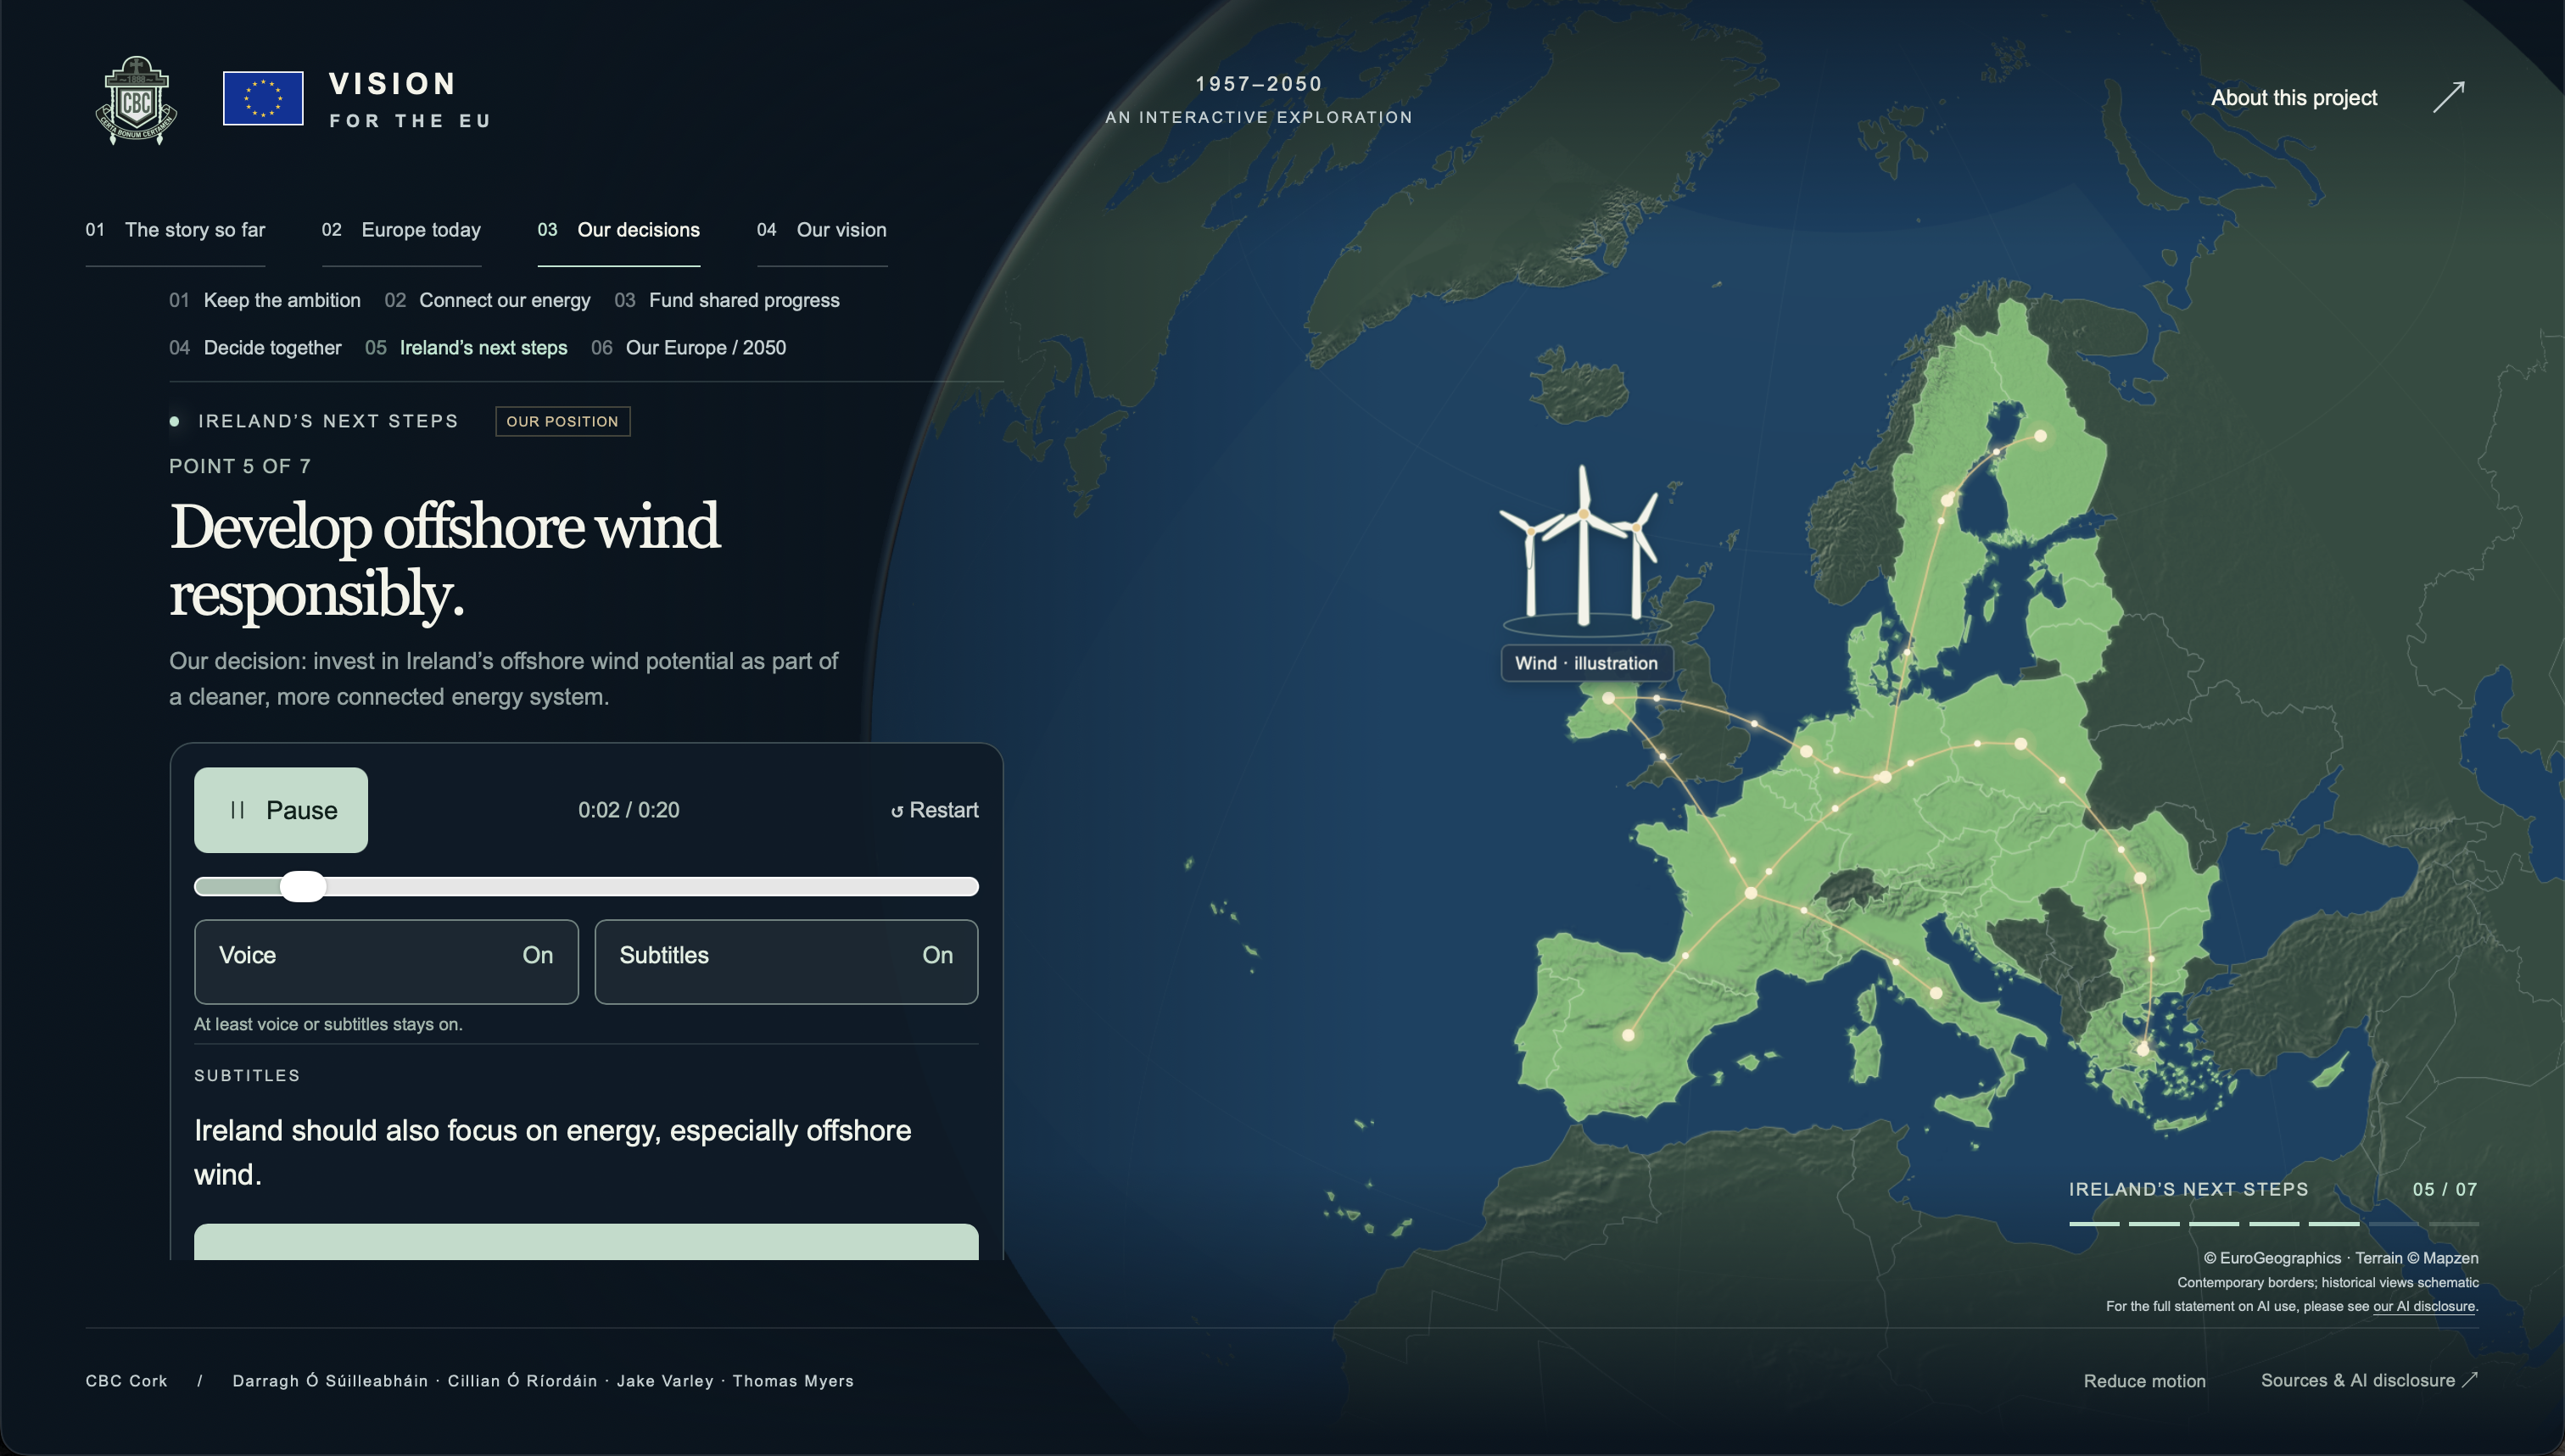 1888
CBC
CERTA BONUM CERTAMEN
VISION
FOR THE EU
1957–2050
AN INTERACTIVE EXPLORATION
About this project
01 The story so far 02 Europe today 03 Our decisions 04 Our vision
01 Keep the ambition 02 Connect our energy 03 Fund shared progress
04 Decide together 05 Ireland’s next steps 06 Our Europe / 2050
IRELAND’S NEXT STEPS OUR POSITION
POINT 5 OF 7
Develop offshore wind
responsibly.
Our decision: invest in Ireland’s offshore wind potential as part of
a cleaner, more connected energy system.
Pause 0:02 / 0:20 ↺ Restart
Voice On Subtitles On
At least voice or subtitles stays on.
SUBTITLES
Ireland should also focus on energy, especially offshore
wind.
Wind · illustration
IRELAND’S NEXT STEPS 05 / 07
© EuroGeographics · Terrain © Mapzen
Contemporary borders; historical views schematic
For the full statement on AI use, please see our AI disclosure.
CBC Cork / Darragh Ó Súilleabháin · Cillian Ó Ríordáin · Jake Varley · Thomas Myers
Reduce motion Sources & AI disclosure ↗